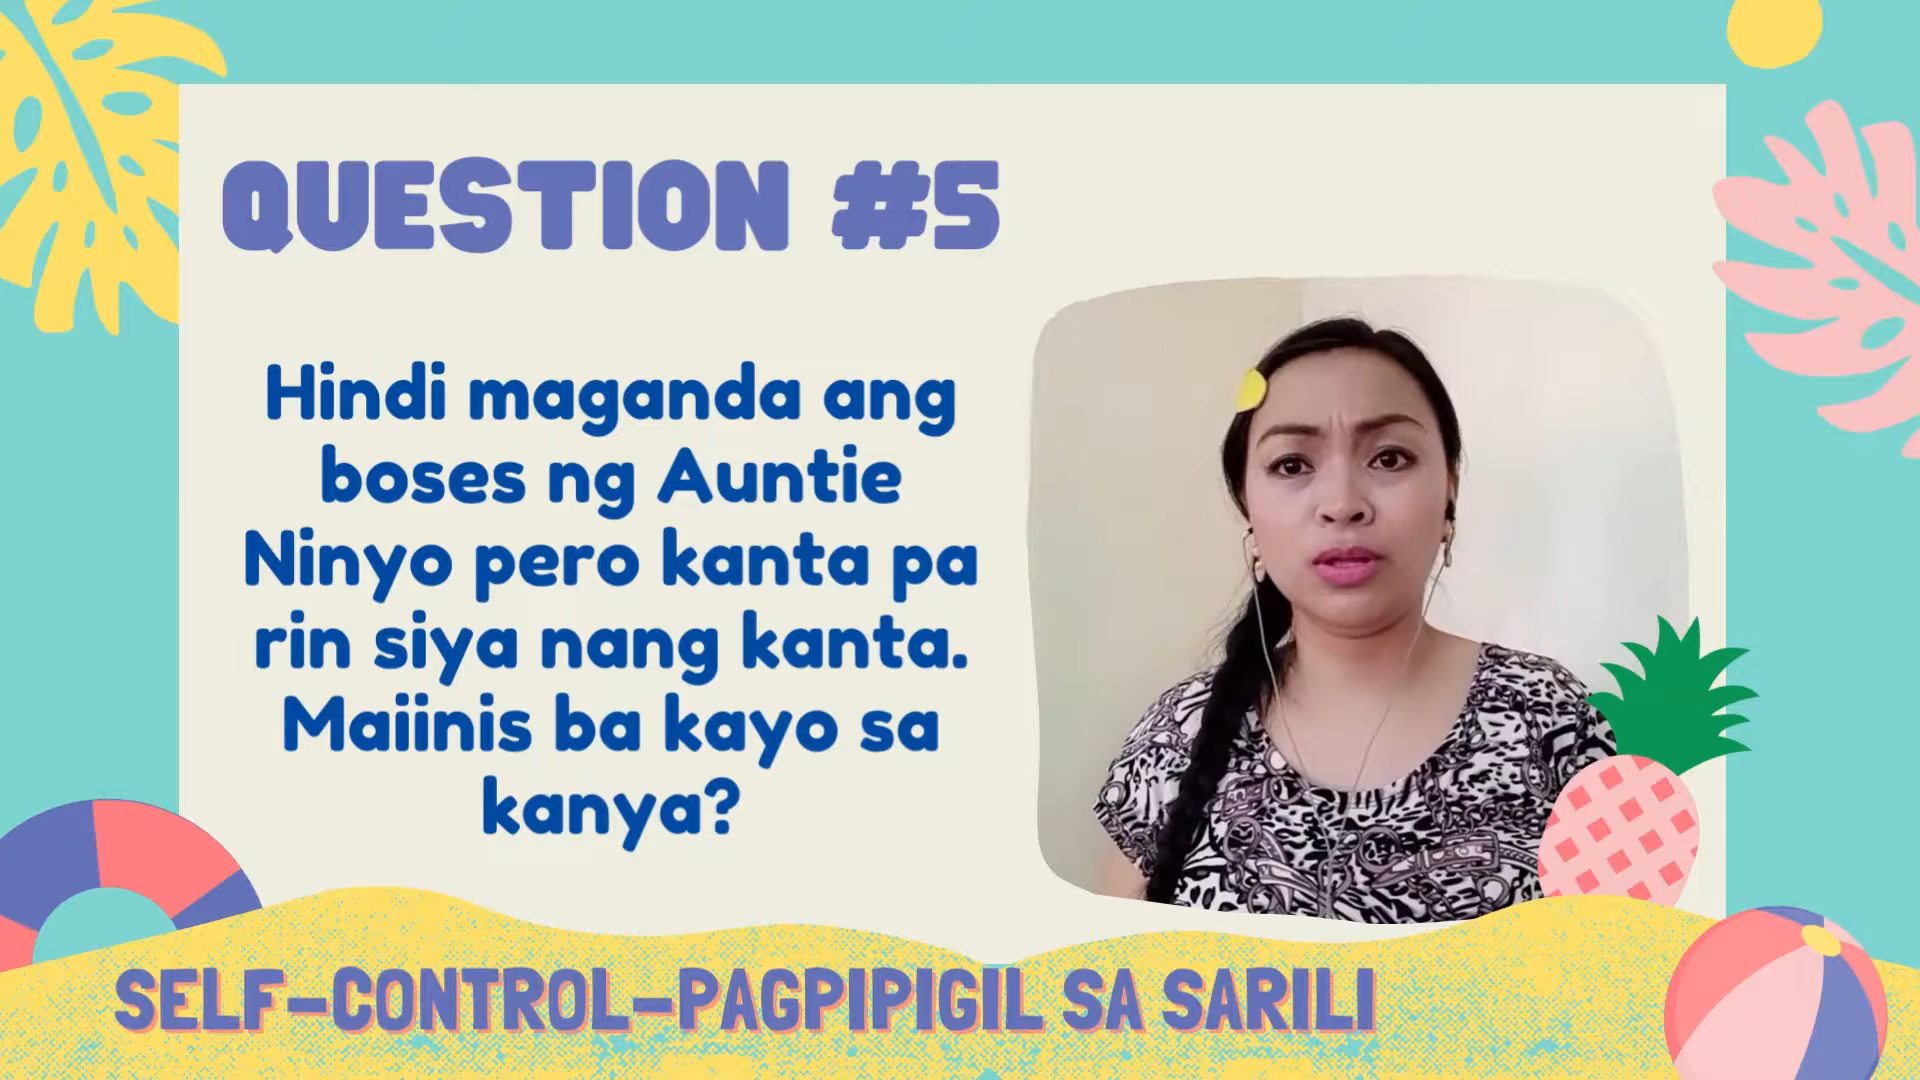 QUESTION #5
Hindi maganda ang
boses ng Auntie
Ninyo pero kanta pa
rin siya nang kanta.
Maiinis ba kayo sa
kanya?
SELF-CONTROL-PAGPIPIGIL SA SARILI